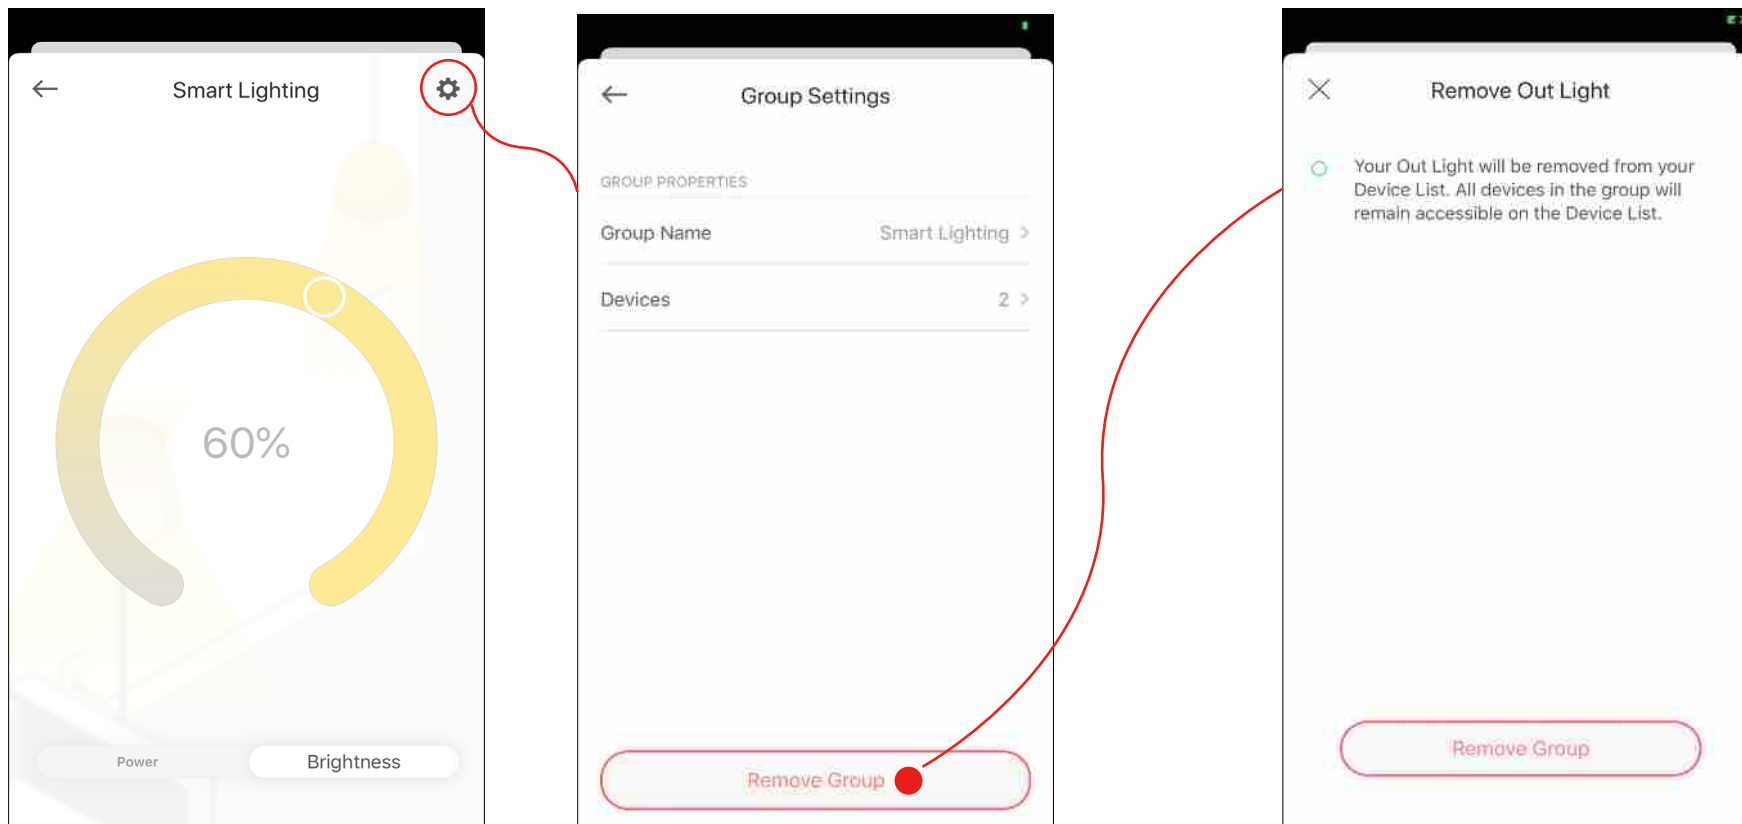 Smart Lighting
60%
Power
Brightness
Group Settings
GROUP PROPERTIES
Group Name
Smart Lighting
Devices
2
Remove Group
Remove Out Light
Your Out Light will be removed from your
Device List. All devices in the group will
remain accessible on the Device List.
Remove Group